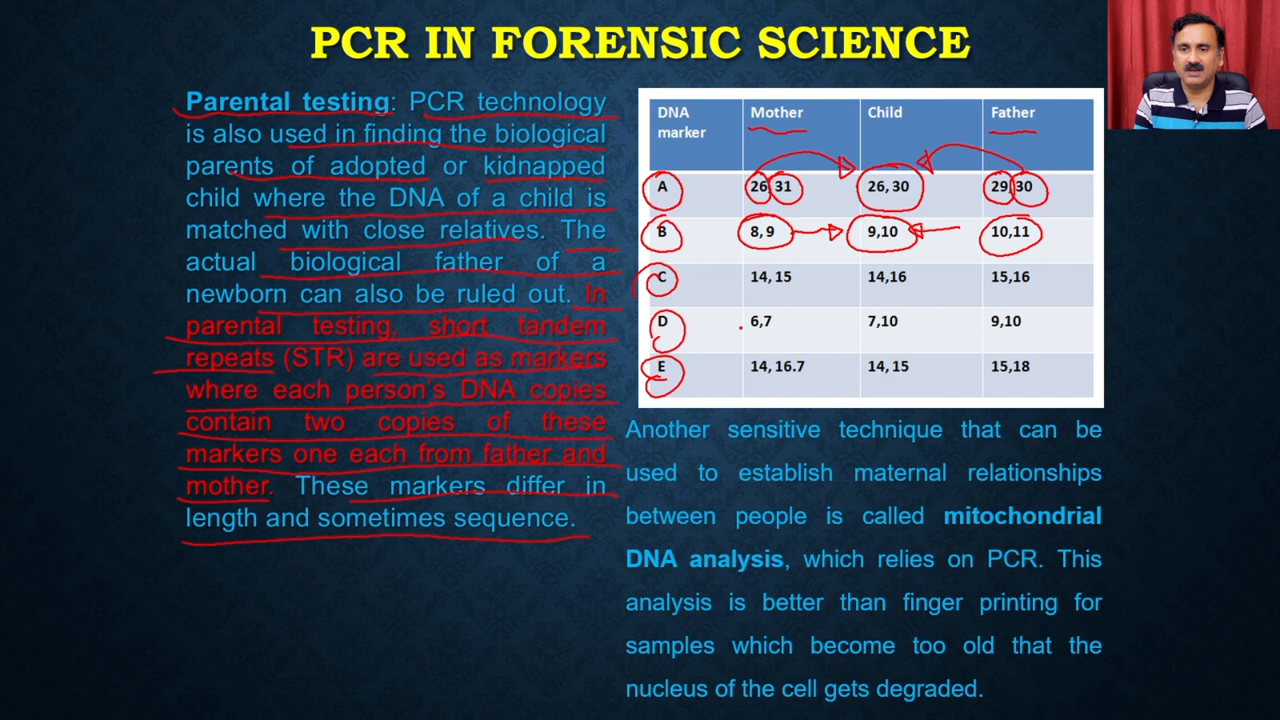 PCR IN FORENSIC SCIENCE
Parental testing: PCR technology
is also used in finding the biological
parents of adopted or kidnapped
child where the DNA of a child is
matched with close relatives. The
actual biological father of a
newborn can also be ruled out. In
parental testing, short tandem
repeats (STR) are used as markers
where each person's DNA copies
contain two copies of these
markers one each from father and
mother. These markers differ in
length and sometimes sequence.
DNA marker Mother Child Father
A 26, 31 26, 30 29, 30
B 8, 9 9,10 10,11
C 14, 15 14,16 15,16
D 6,7 7,10 9,10
E 14, 16.7 14, 15 15,18
Another sensitive technique that can be
used to establish maternal relationships
between people is called mitochondrial
DNA analysis, which relies on PCR. This
analysis is better than finger printing for
samples which become too old that the
nucleus of the cell gets degraded.